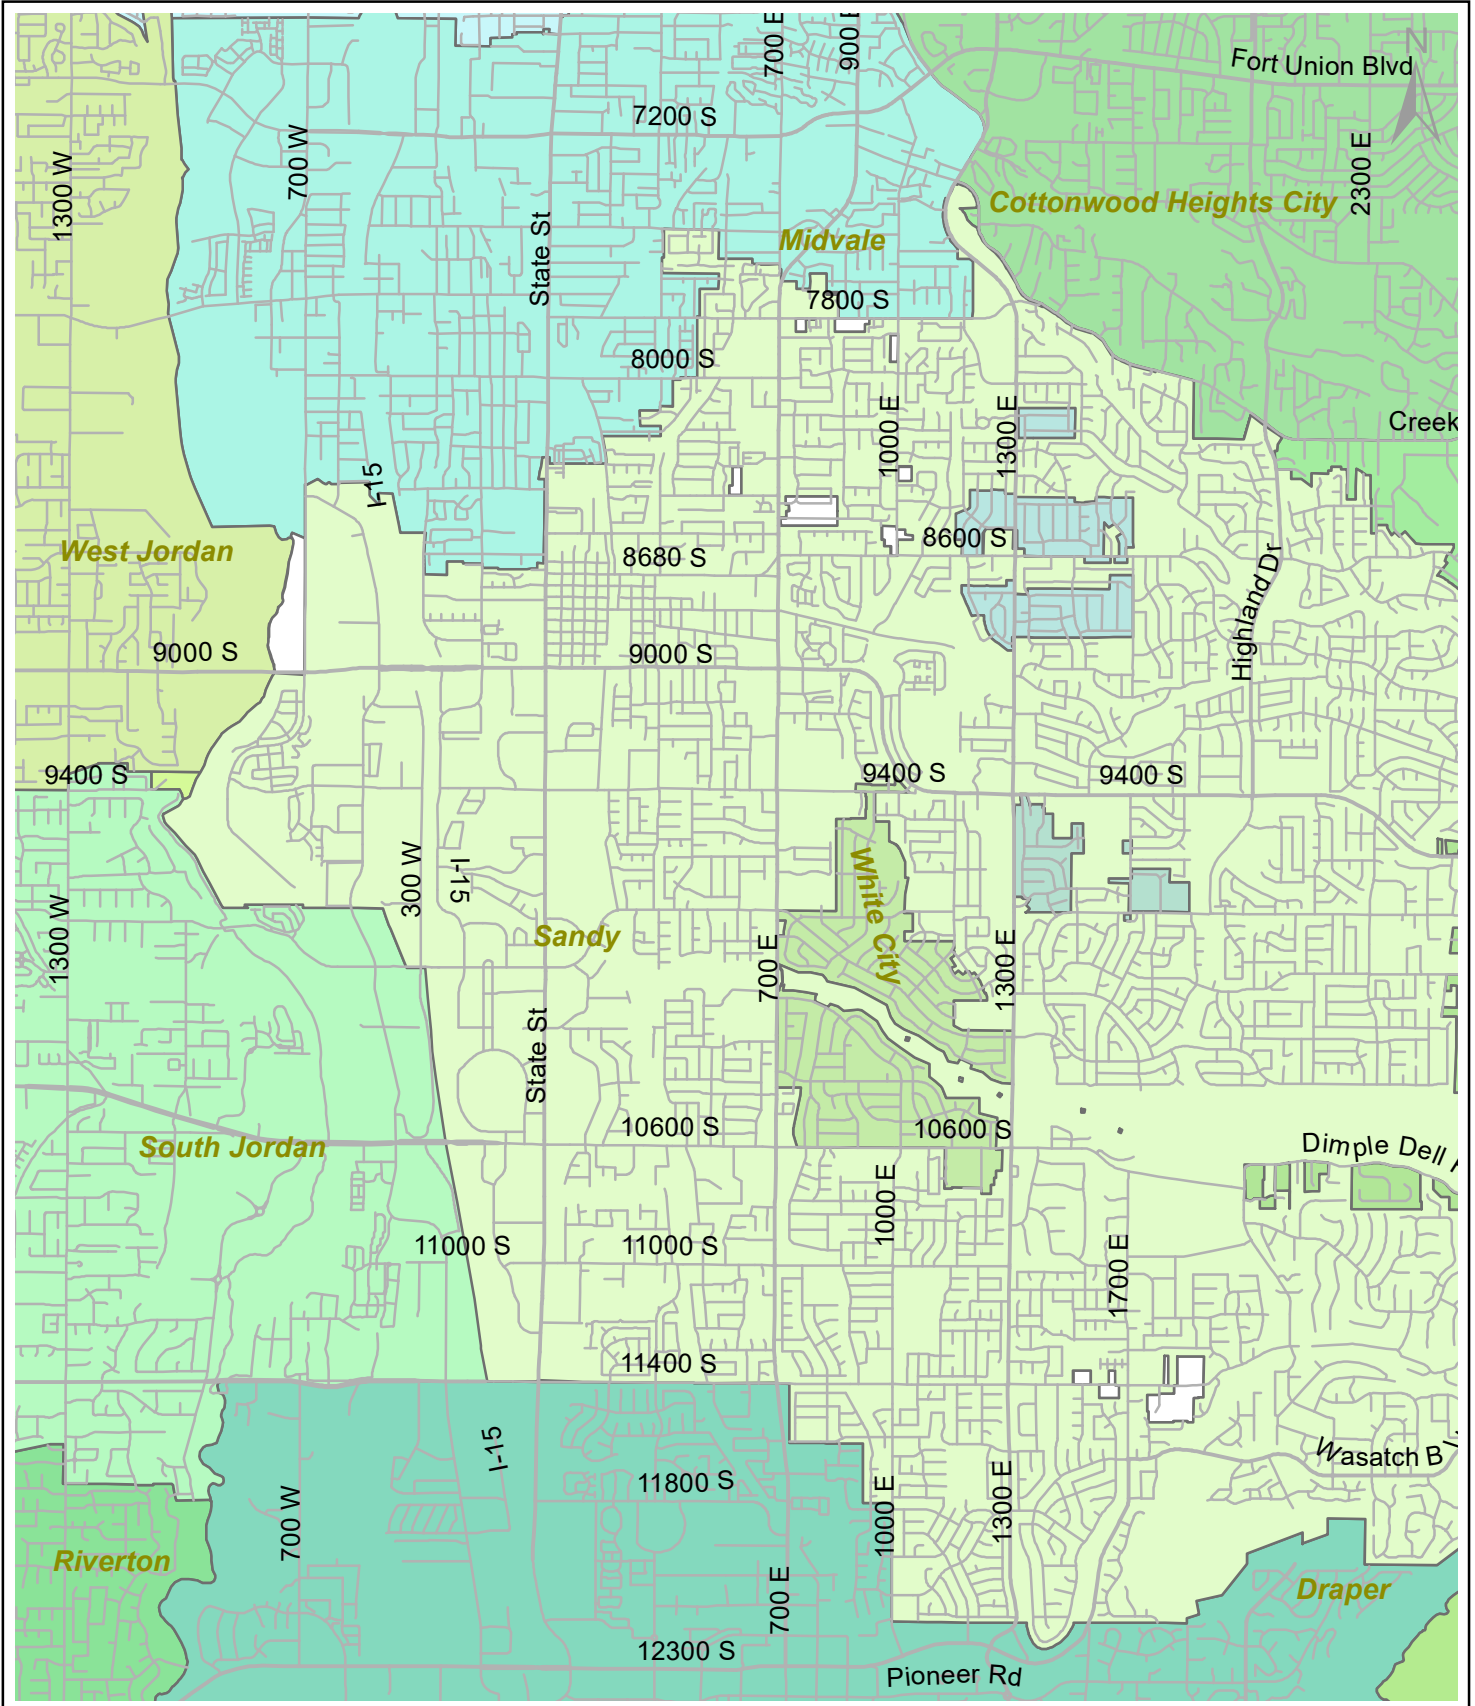 700 E
900 E
N
Fort Union Blvd
7200 S
1300 W
700 W
2300 E
Cottonwood Heights City
State St
Midvale
7800 S
8000 S
1000 E
1300 E
Creek
I-15
West Jordan
8680 S
8600 S
Highland Dr
9000 S
9000 S
9400 S
9400 S
9400 S
300 W
I-15
White City
1300 W
Sandy
700 E
1300 E
State St
10600 S
10600 S
South Jordan
Dimple Dell
1000 E
11000 S
11000 S
1700 E
11400 S
I-15
Wasatch B
11800 S
700 W
1000 E
1300 E
Riverton
700 E
Draper
12300 S
Pioneer Rd